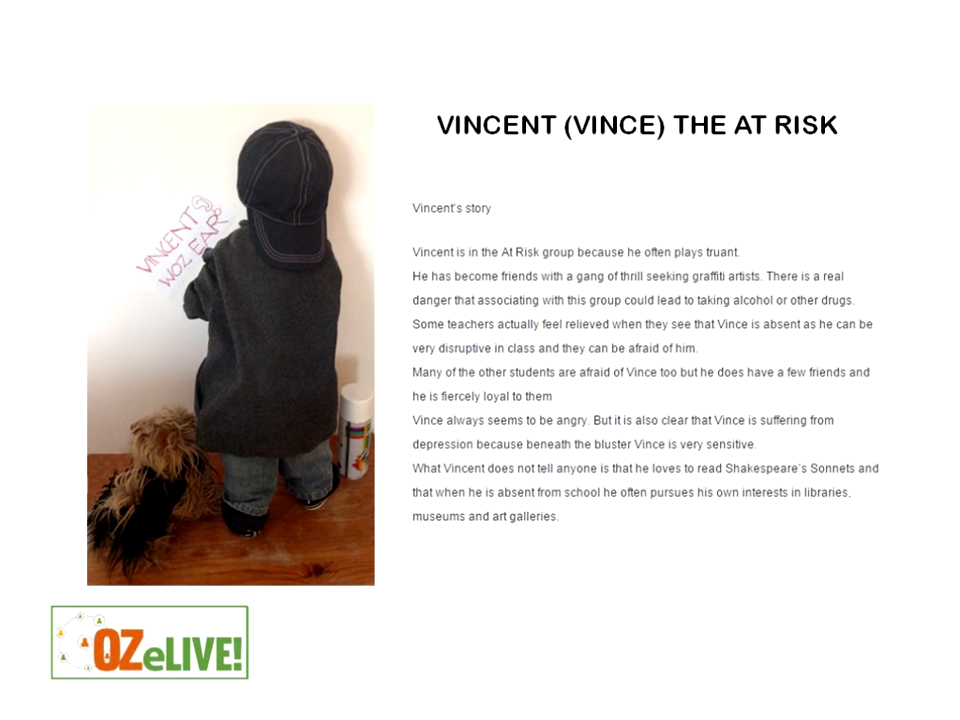 VINCENT (VINCE) THE AT RISK
VINCENT
WOZ EAR
Vincent's story
Vincent is in the At Risk group because he often plays truant.
He has become friends with a gang of thrill seeking graffiti artists. There is a real
danger that associating with this group could lead to taking alcohol or other drugs.
Some teachers actually feel relieved when they see that Vince is absent as he can be
very disruptive in class and they can be afraid of him.
Many of the other students are afraid of Vince too but he does have a few friends and
he is fiercely loyal to them
Vince always seems to be angry. But it is also clear that Vince is suffering from
depression because beneath the bluster Vince is very sensitive.
What Vincent does not tell anyone is that he loves to read Shakespeare's Sonnets and
that when he is absent from school he often pursues his own interests in libraries,
museums and art galleries.
OZeLIVE!